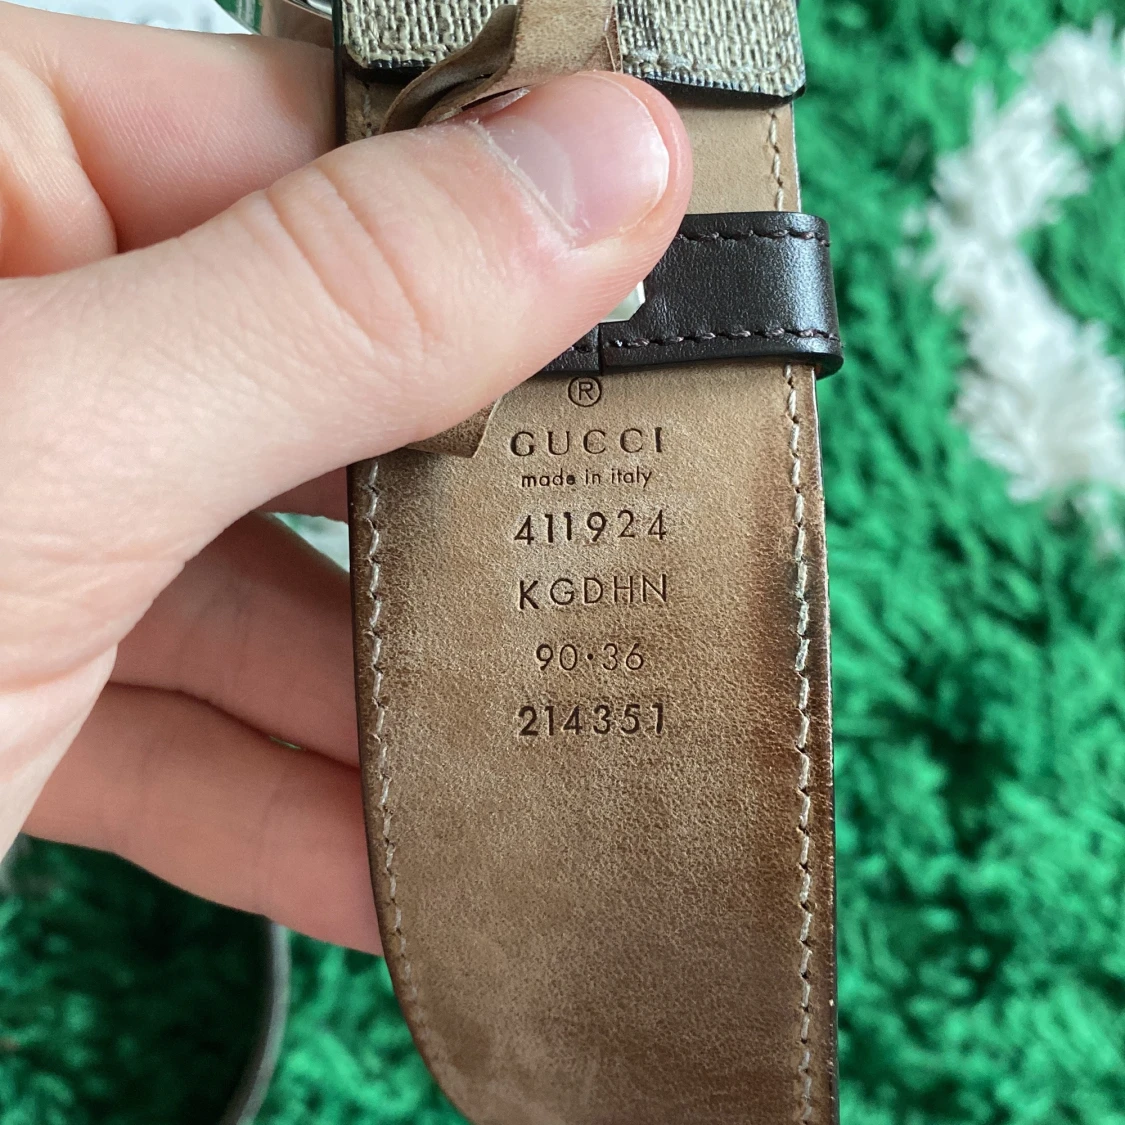 ®
GUCCI
made in italy
411924
KGDHN
90·36
214351